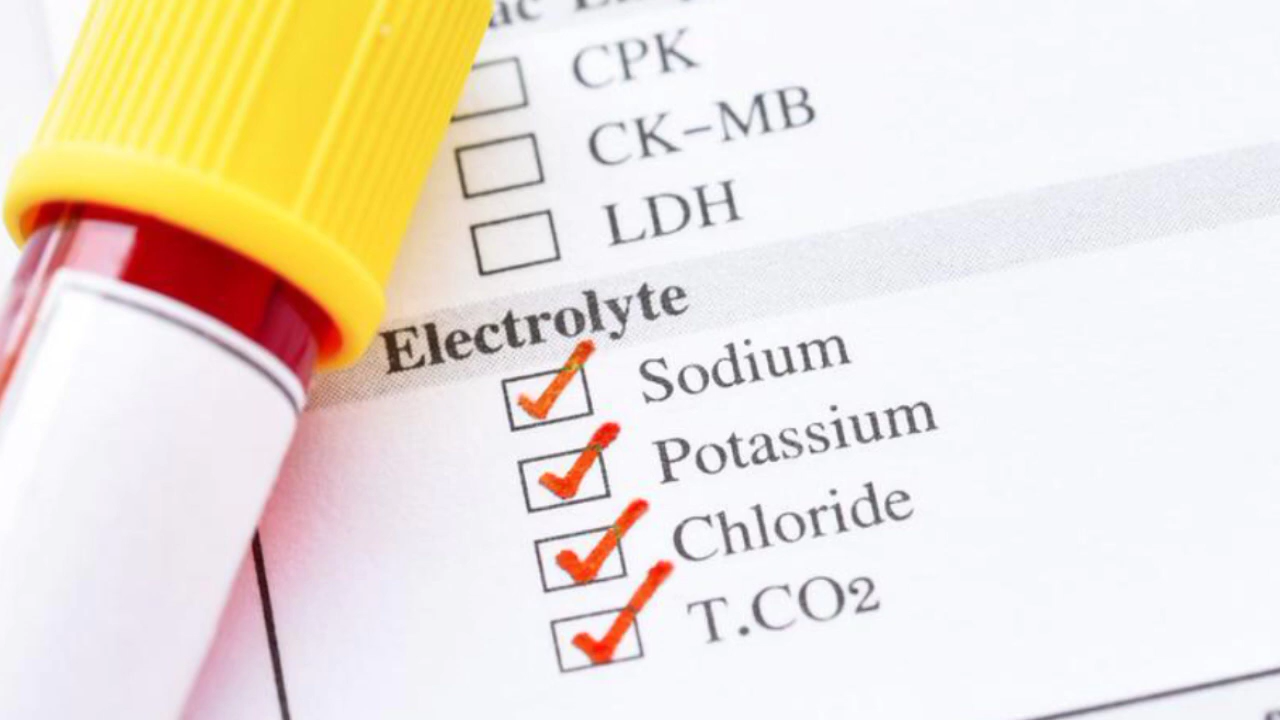 CPK
CK-MB
LDH
Electrolyte
Sodium
Potassium
Chloride
T.CO2